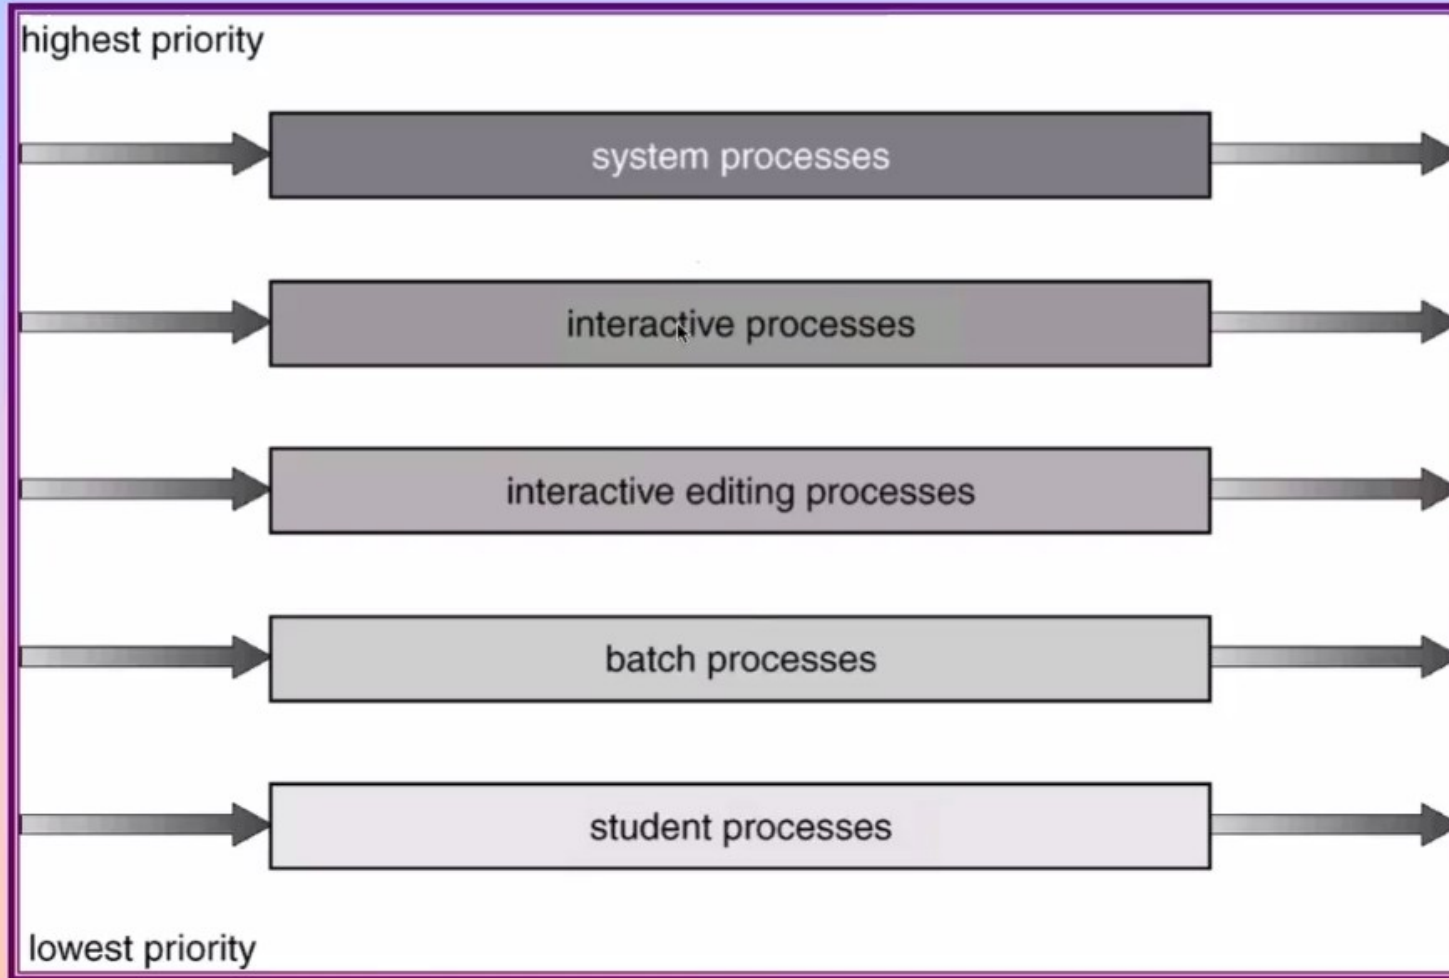 highest priority
system processes
interactive processes
interactive editing processes
batch processes
student processes
lowest priority